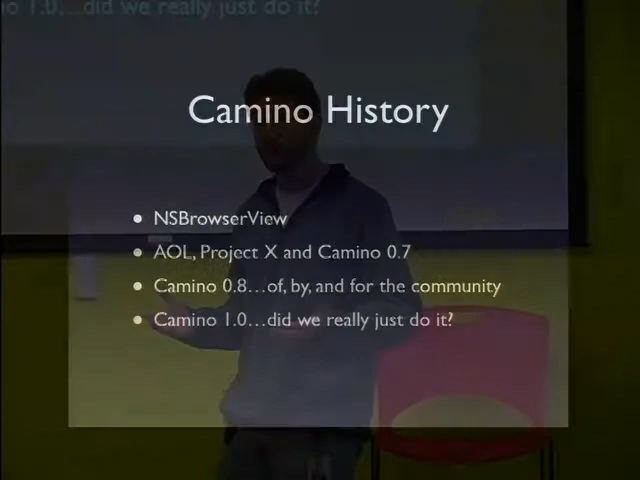 no 1.0,...did we really just do it?
Camino History
• NSBrowserView
• AOL, Project X and Camino 0.7
• Camino 0.8...of, by, and for the community
• Camino 1.0...did we really just do it?